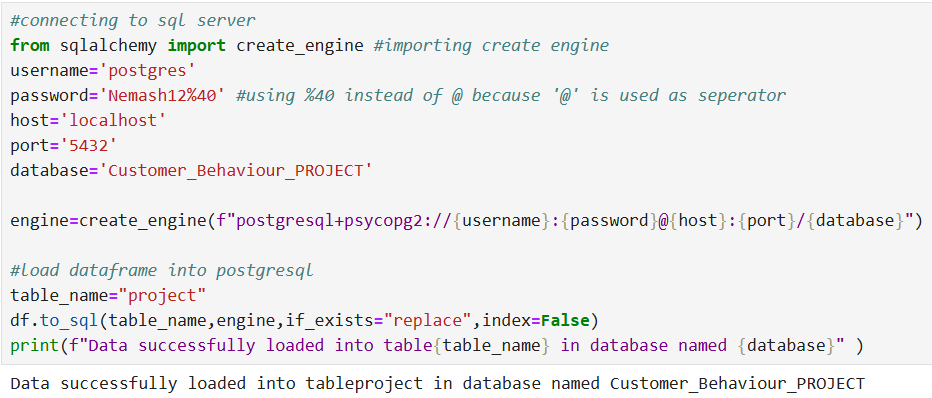 #connecting to sql server
from sqlalchemy import create_engine #importing create engine
username='postgres'
password='Nemash12%40' #using %40 instead of @ because '@' is used as seperator
host='localhost'
port='5432'
database='Customer_Behaviour_PROJECT'
engine=create_engine(f"postgresql+psycopg2://{username}:{password}@{host}:{port}/{database}")
#load dataframe into postgresql
table_name="project"
df.to_sql(table_name,engine,if_exists="replace",index=False)
print(f"Data successfully loaded into table{table_name} in database named {database}" )
Data successfully loaded into tableproject in database named Customer_Behaviour_PROJECT